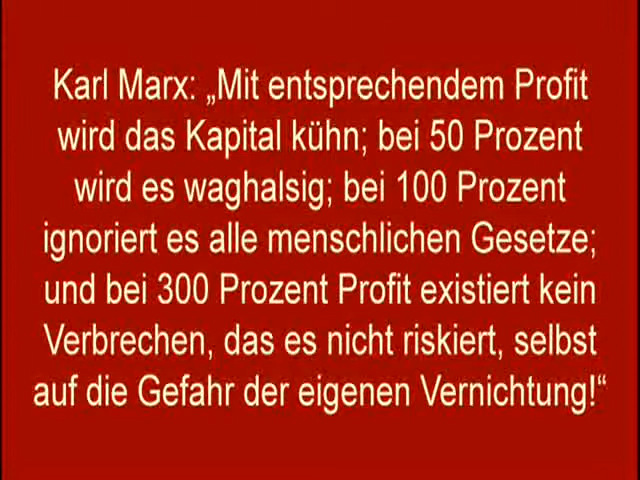 Karl Marx: „Mit entsprechendem Profit
wird das Kapital kühn; bei 50 Prozent
wird es waghalsig; bei 100 Prozent
ignoriert es alle menschlichen Gesetze;
und bei 300 Prozent Profit existiert kein
Verbrechen, das es nicht riskiert, selbst
auf die Gefahr der eigenen Vernichtung!“